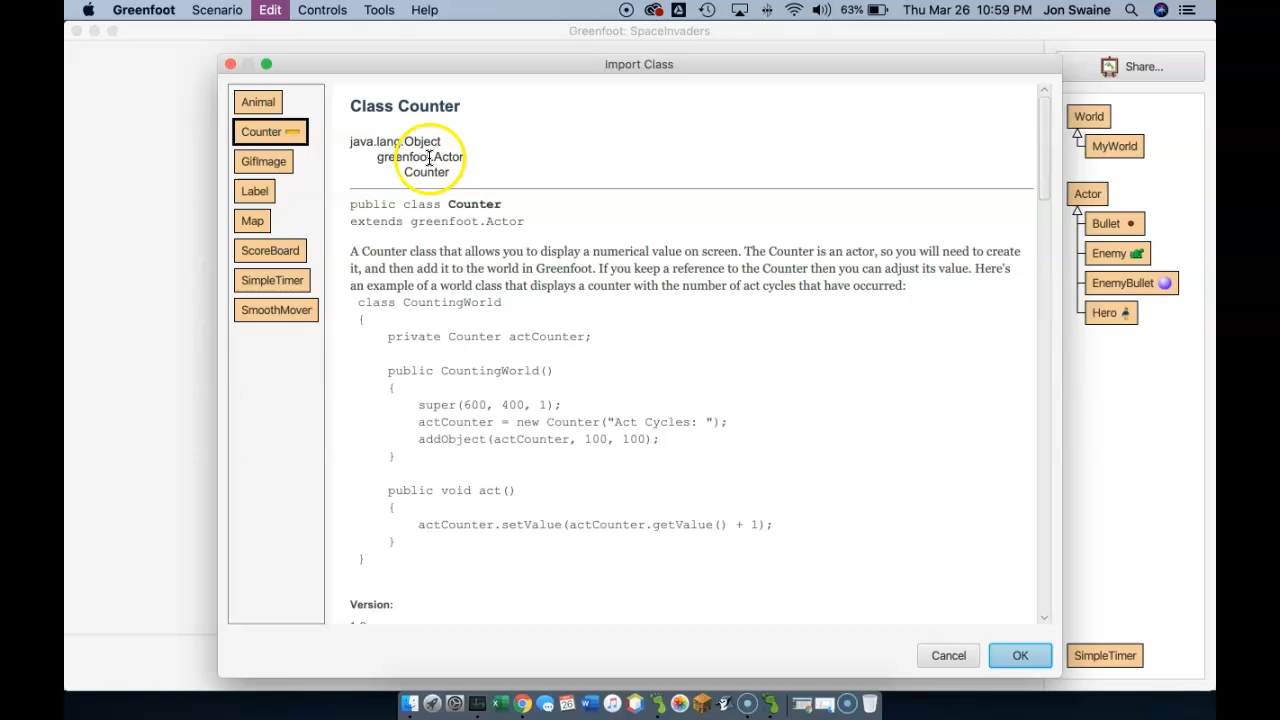 Greenfoot Scenario Edit Controls Tools Help 63% Thu Mar 26 10:59 PM Jon Swaine
Greenfoot: SpaceInvaders
Import Class
Share...
Animal
Counter
GifImage
Label
Map
ScoreBoard
SimpleTimer
SmoothMover
Class Counter
java.lang.Object
greenfoot.Actor
Counter
public class Counter
extends greenfoot.Actor
A Counter class that allows you to display a numerical value on screen. The Counter is an actor, so you will need to create
it, and then add it to the world in Greenfoot. If you keep a reference to the Counter then you can adjust its value. Here's
an example of a world class that displays a counter with the number of act cycles that have occurred:
class CountingWorld
{
private Counter actCounter;
public CountingWorld()
{
super(600, 400, 1);
actCounter = new Counter("Act Cycles: ");
addObject(actCounter, 100, 100);
}
public void act()
{
actCounter.setValue(actCounter.getValue() + 1);
}
}
Version:
Cancel
OK
World
MyWorld
Actor
Bullet
Enemy
EnemyBullet
Hero
SimpleTimer
26